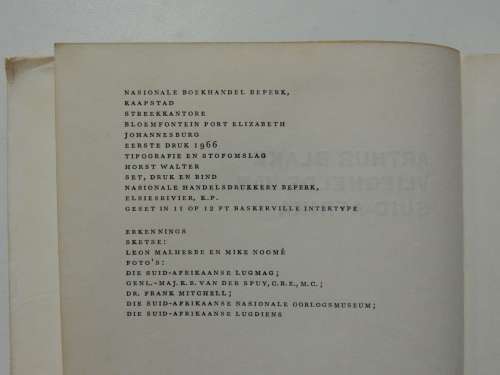 NASIONALE BOEKHANDEL BEPERK,
KAAPSTAD
STREEKKANTORE
BLOEMFONTEIN PORT ELIZABETH
JOHANNESBURG
EERSTE DRUK 1966
TIPOGRAFIE EN STOFOMSLAG
HORST WALTER
SET, DRUK EN BIND
NASIONALE HANDELSDRUKKERY BEPERK,
ELSIESRIVIER, K.P.
GESET IN 11 OP 12 PT BASKERVILLE INTERTYPE
ERKENNINGS
SKETSE:
LEON MALHERBE EN MIKE NOOMÉ
FOTO'S:
DIE SUID-AFRIKAANSE LUGMAG;
GENL.-MAJ. K. R. VAN DER SPUY, C.B.E., M.C.;
DR. FRANK MITCHELL;
DIE SUID-AFRIKAANSE NASIONALE OORLOGSMUSEUM;
DIE SUID-AFRIKAANSE LUGDIENS